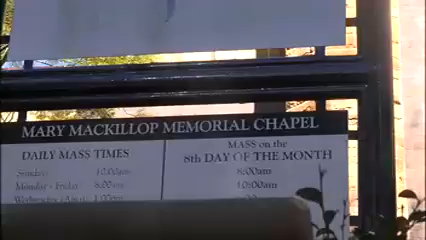 MARY MACKILLOP MEMORIAL CHAPEL
DAILY MASS TIMES
MASS on the
8th DAY OF THE MONTH
Sunday 10:00am
8:00am
Monday - Friday 8:00am
10:00am
Wednesday